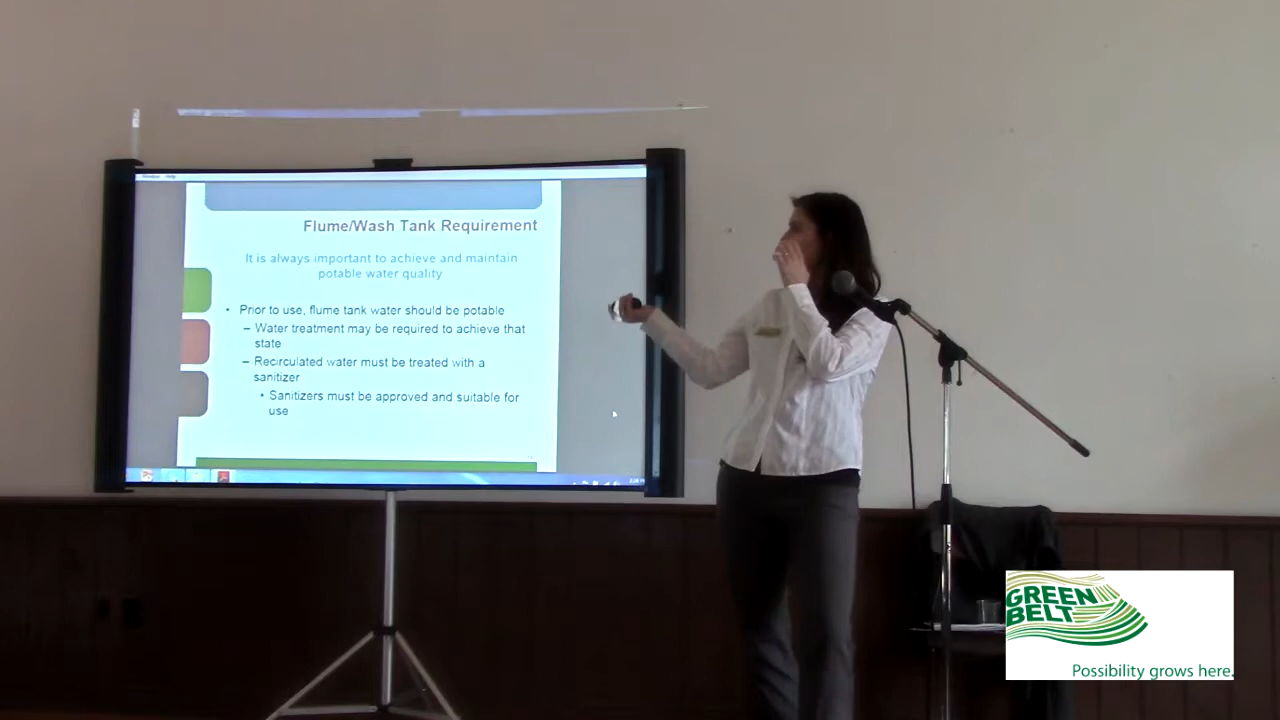 Window Help
Flume/Wash Tank Requirement
It is always important to achieve and maintain
potable water quality
• Prior to use, flume tank water should be potable
– Water treatment may be required to achieve that
state
– Recirculated water must be treated with a
sanitizer
• Sanitizers must be approved and suitable for
use
GREEN
BELT
Possibility grows here.